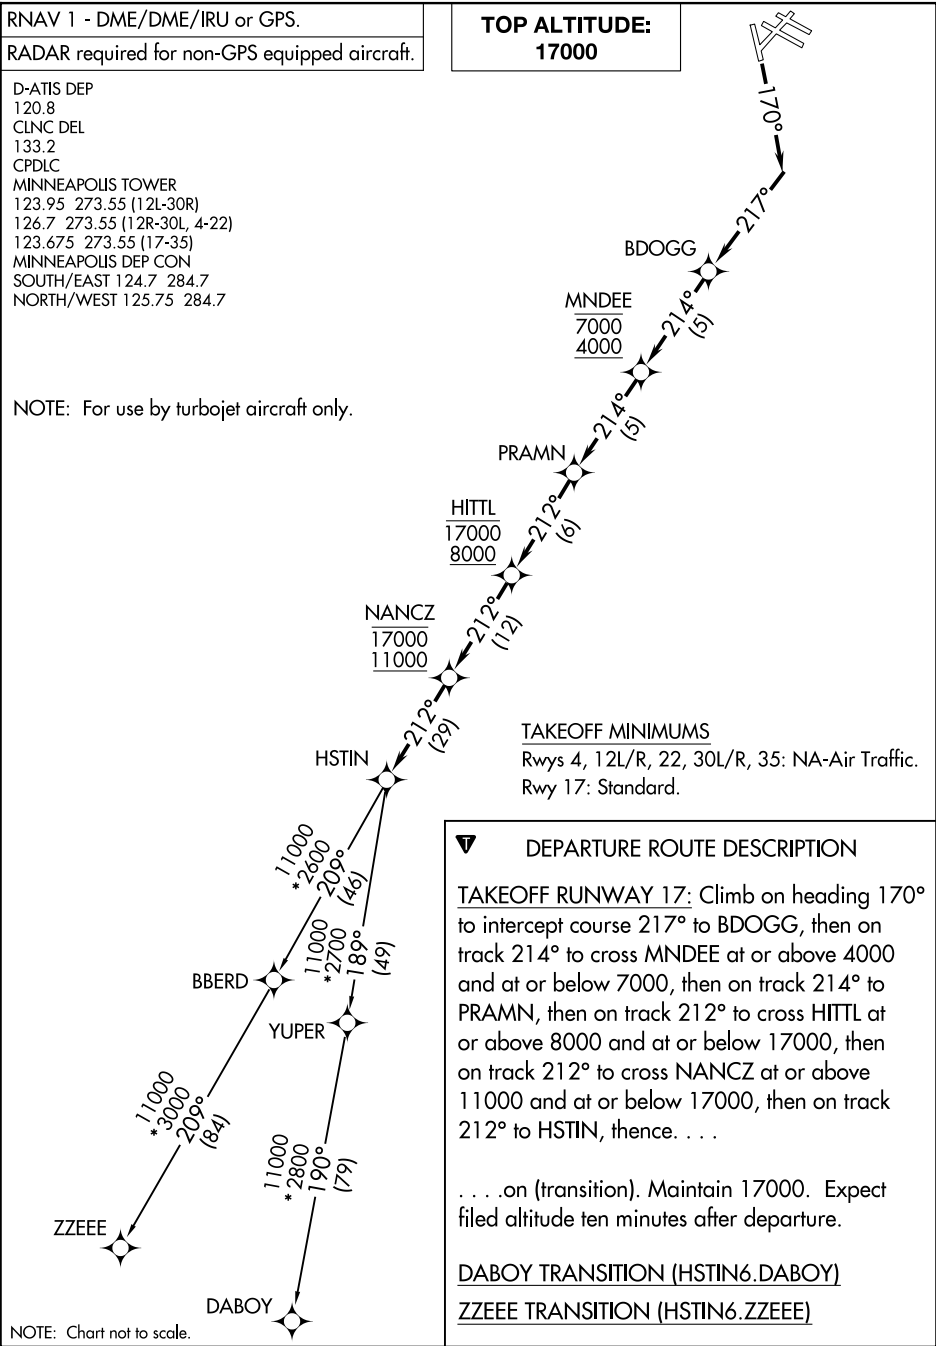 RNAV 1 - DME/DME/IRU or GPS.
RADAR required for non-GPS equipped aircraft.
TOP ALTITUDE:
17000
D-ATIS DEP
120.8
CLNC DEL
133.2
CPDLC
MINNEAPOLIS TOWER
123.95 273.55 (12L-30R)
126.7 273.55 (12R-30L, 4-22)
123.675 273.55 (17-35)
MINNEAPOLIS DEP CON
SOUTH/EAST 124.7 284.7
NORTH/WEST 125.75 284.7
NOTE: For use by turbojet aircraft only.
170°
217°
BDOGG
214°
(5)
MNDEE
7000
4000
214°
(5)
PRAMN
212°
(6)
HITTL
17000
8000
212°
(12)
NANCZ
17000
11000
212°
(29)
HSTIN
TAKEOFF MINIMUMS
Rwys 4, 12L/R, 22, 30L/R, 35: NA-Air Traffic.
Rwy 17: Standard.
11000
*2600
209°
(46)
11000
*2700
189°
(49)
BBERD
YUPER
11000
*3000
209°
(84)
11000
*2800
190°
(79)
ZZEEE
DABOY
NOTE: Chart not to scale.
T
DEPARTURE ROUTE DESCRIPTION
TAKEOFF RUNWAY 17: Climb on heading 170°
to intercept course 217° to BDOGG, then on
track 214° to cross MNDEE at or above 4000
and at or below 7000, then on track 214° to
PRAMN, then on track 212° to cross HITTL at
or above 8000 and at or below 17000, then
on track 212° to cross NANCZ at or above
11000 and at or below 17000, then on track
212° to HSTIN, thence. . . .
. . . .on (transition). Maintain 17000. Expect
filed altitude ten minutes after departure.
DABOY TRANSITION (HSTIN6.DABOY)
ZZEEE TRANSITION (HSTIN6.ZZEEE)